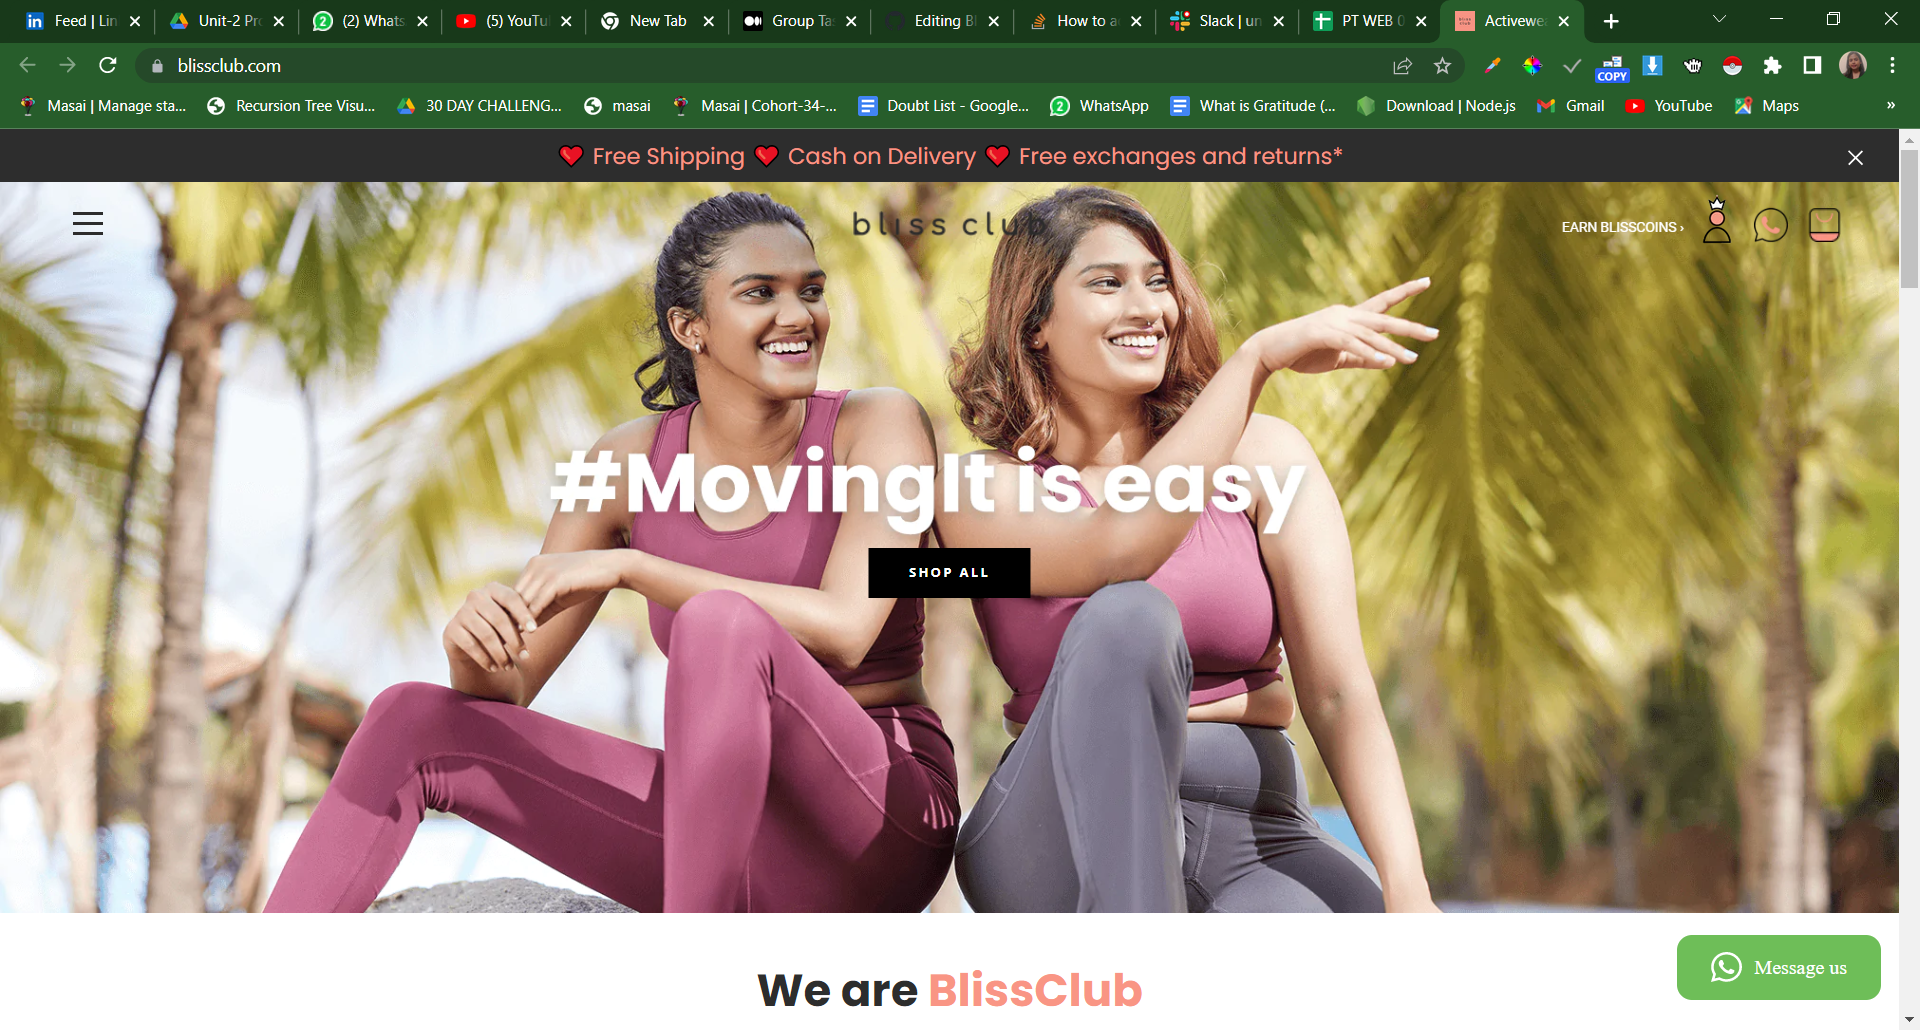 Feed | Lin
Unit-2 Pr
(2) Whats
(5) YouTu
New Tab
Group Ta
Editing Bl
How to a
Slack | un
PT WEB 0
Activewe
blissclub.com
COPY
Masai | Manage sta...
Recursion Tree Visu...
30 DAY CHALLENG...
masai
Masai | Cohort-34-...
Doubt List - Google...
2 WhatsApp
What is Gratitude (...
Download | Node.js
Gmail
YouTube
Maps
»
❤️ Free Shipping ❤️ Cash on Delivery ❤️ Free exchanges and returns*
bliss club
EARN BLISSCOINS ›
#MovingIt is easy
SHOP ALL
We are BlissClub
Message us